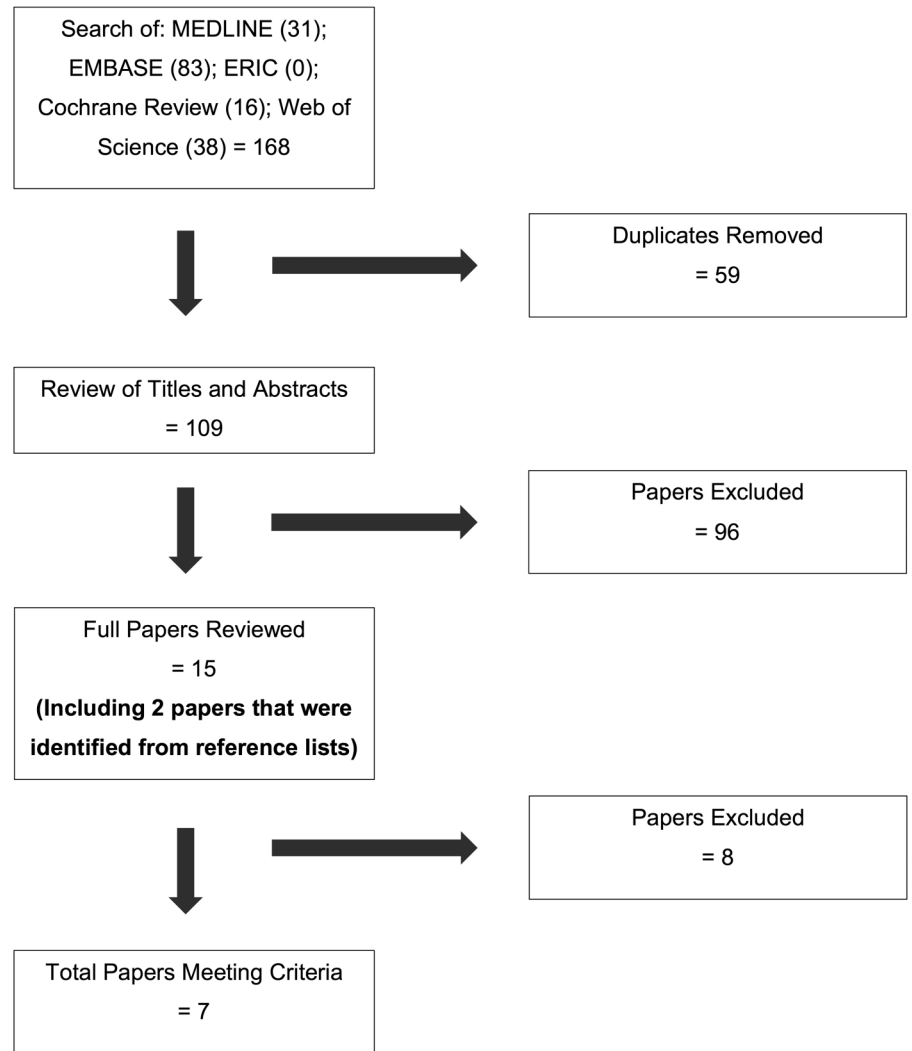 Search of: MEDLINE (31);
EMBASE (83); ERIC (0);
Cochrane Review (16); Web of
Science (38) = 168
Duplicates Removed
= 59
Review of Titles and Abstracts
= 109
Papers Excluded
= 96
Full Papers Reviewed
= 15
(Including 2 papers that were
identified from reference lists)
Papers Excluded
= 8
Total Papers Meeting Criteria
= 7